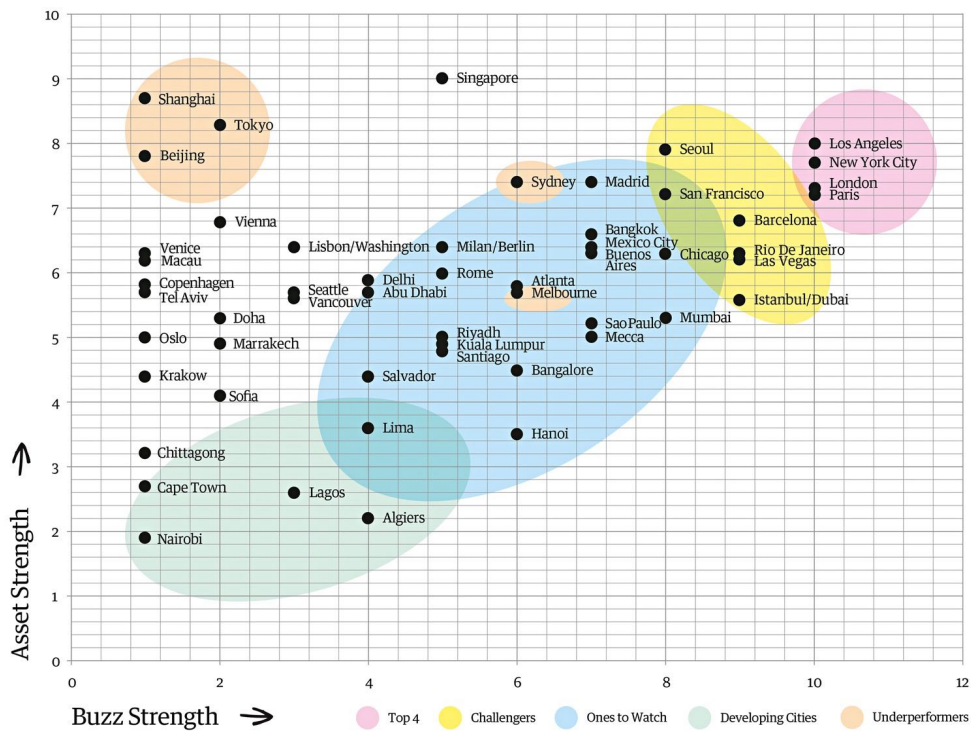 10
9
8
7
6
5
4
3
2
1
0
Asset Strength
Singapore
Shanghai
Tokyo
Beijing
Seoul
Los Angeles
New York City
London
Paris
Sydney
Madrid
San Francisco
Vienna
Barcelona
Bangkok
Mexico City
Buenos
Aires
Chicago
Rio De Janeiro
Las Vegas
Venice
Macau
Lisbon/Washington
Milan/Berlin
Rome
Copenhagen
Tel Aviv
Seattle
Vancouver
Delhi
Abu Dhabi
Atlanta
Melbourne
Istanbul/Dubai
Doha
Mumbai
Oslo
Marrakech
Riyadh
Kuala Lumpur
Santiago
Sao Paulo
Mecca
Krakow
Salvador
Bangalore
Sofia
Lima
Hanoi
Chittagong
Cape Town
Lagos
Algiers
Nairobi
0 2 4 6 8 10 12
Buzz Strength
Top 4
Challengers
Ones to Watch
Developing Cities
Underperformers